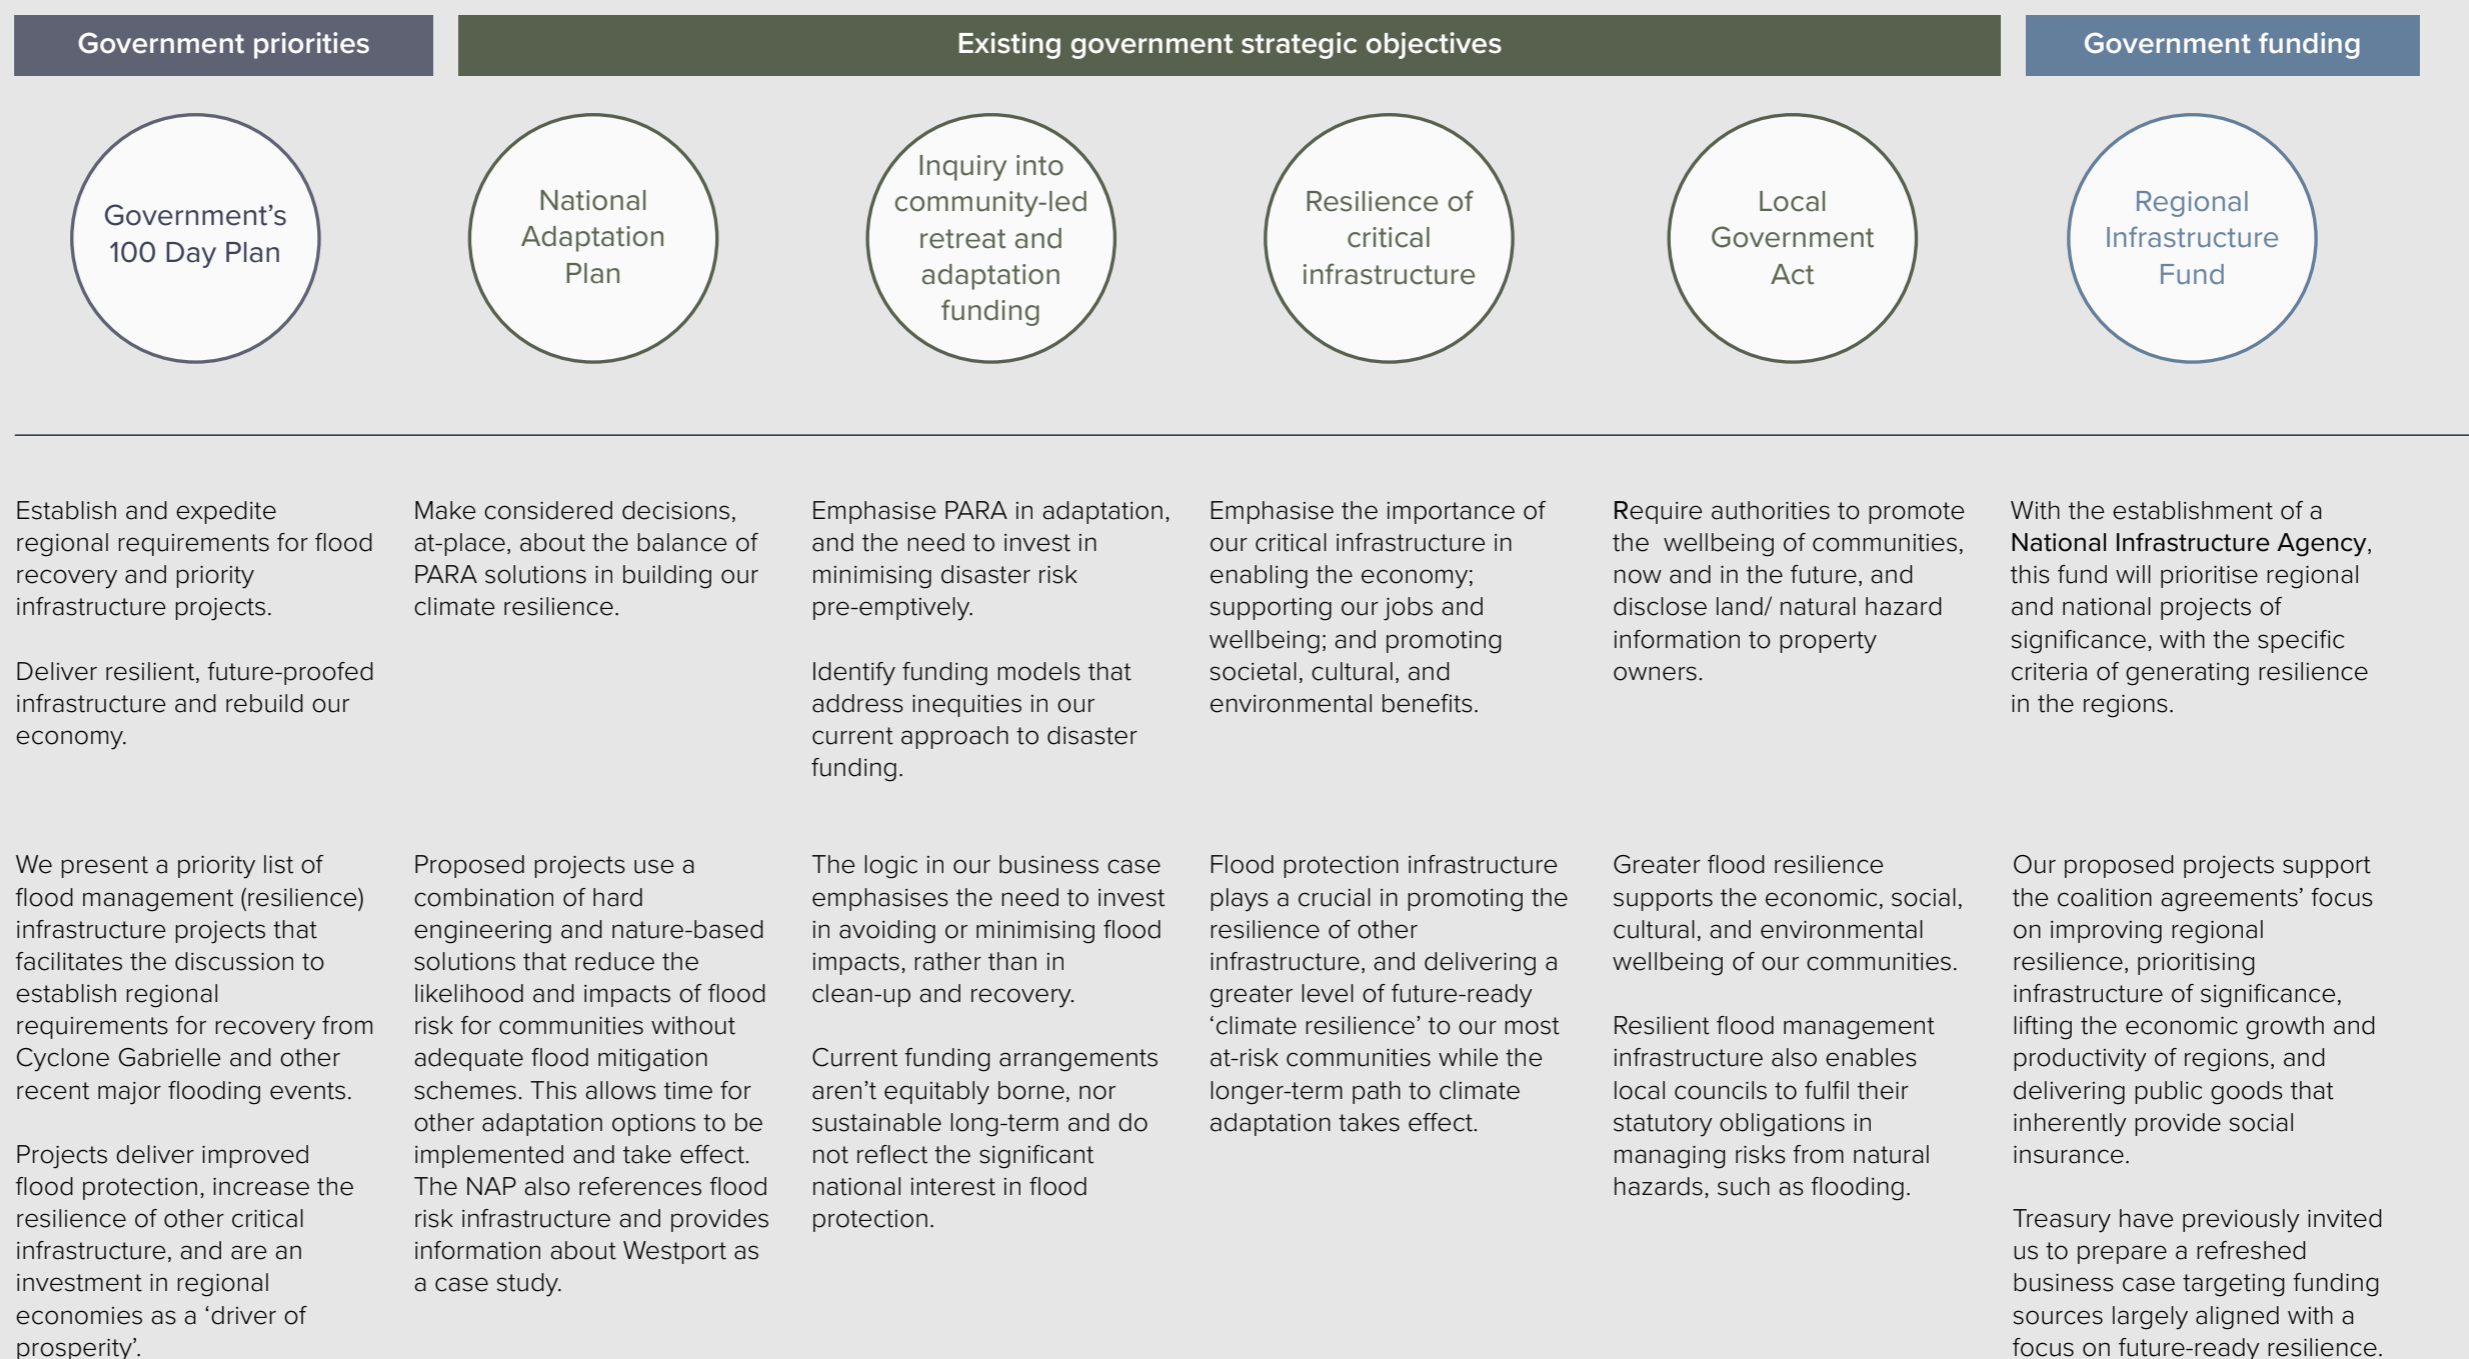 Government priorities
Existing government strategic objectives
Government funding
Government’s
100 Day Plan
National
Adaptation
Plan
Inquiry into
community-led
retreat and
adaptation
funding
Resilience of
critical
infrastructure
Local
Government
Act
Regional
Infrastructure
Fund
Establish and expedite
regional requirements for flood
recovery and priority
infrastructure projects.
Deliver resilient, future-proofed
infrastructure and rebuild our
economy.
Make considered decisions,
at-place, about the balance of
PARA solutions in building our
climate resilience.
Emphasise PARA in adaptation,
and the need to invest in
minimising disaster risk
pre-emptively.
Identify funding models that
address inequities in our
current approach to disaster
funding.
Emphasise the importance of
our critical infrastructure in
enabling the economy;
supporting our jobs and
wellbeing; and promoting
societal, cultural, and
environmental benefits.
Require authorities to promote
the  wellbeing of communities,
now and in the future, and
disclose land/ natural hazard
information to property
owners.
With the establishment of a
National Infrastructure Agency,
this fund will prioritise regional
and national projects of
significance, with the specific
criteria of generating resilience
in the regions.
We present a priority list of
flood management (resilience)
infrastructure projects that
facilitates the discussion to
establish regional
requirements for recovery from
Cyclone Gabrielle and other
recent major flooding events.
Projects deliver improved
flood protection, increase the
resilience of other critical
infrastructure, and are an
investment in regional
economies as a ‘driver of
prosperity’.
Proposed projects use a
combination of hard
engineering and nature-based
solutions that reduce the
likelihood and impacts of flood
risk for communities without
adequate flood mitigation
schemes. This allows time for
other adaptation options to be
implemented and take effect.
The NAP also references flood
risk infrastructure and provides
information about Westport as
a case study.
The logic in our business case
emphasises the need to invest
in avoiding or minimising flood
impacts, rather than in
clean-up and recovery.
Current funding arrangements
aren’t equitably borne, nor
sustainable long-term and do
not reflect the significant
national interest in flood
protection.
Flood protection infrastructure
plays a crucial in promoting the
resilience of other
infrastructure, and delivering a
greater level of future-ready
‘climate resilience’ to our most
at-risk communities while the
longer-term path to climate
adaptation takes effect.
Greater flood resilience
supports the economic, social,
cultural, and environmental
wellbeing of our communities.
Resilient flood management
infrastructure also enables
local councils to fulfil their
statutory obligations in
managing risks from natural
hazards, such as flooding.
Our proposed projects support
the coalition agreements’ focus
on improving regional
resilience, prioritising
infrastructure of significance,
lifting the economic growth and
productivity of regions, and
delivering public goods that
inherently provide social
insurance.
Treasury have previously invited
us to prepare a refreshed
business case targeting funding
sources largely aligned with a
focus on future-ready resilience.